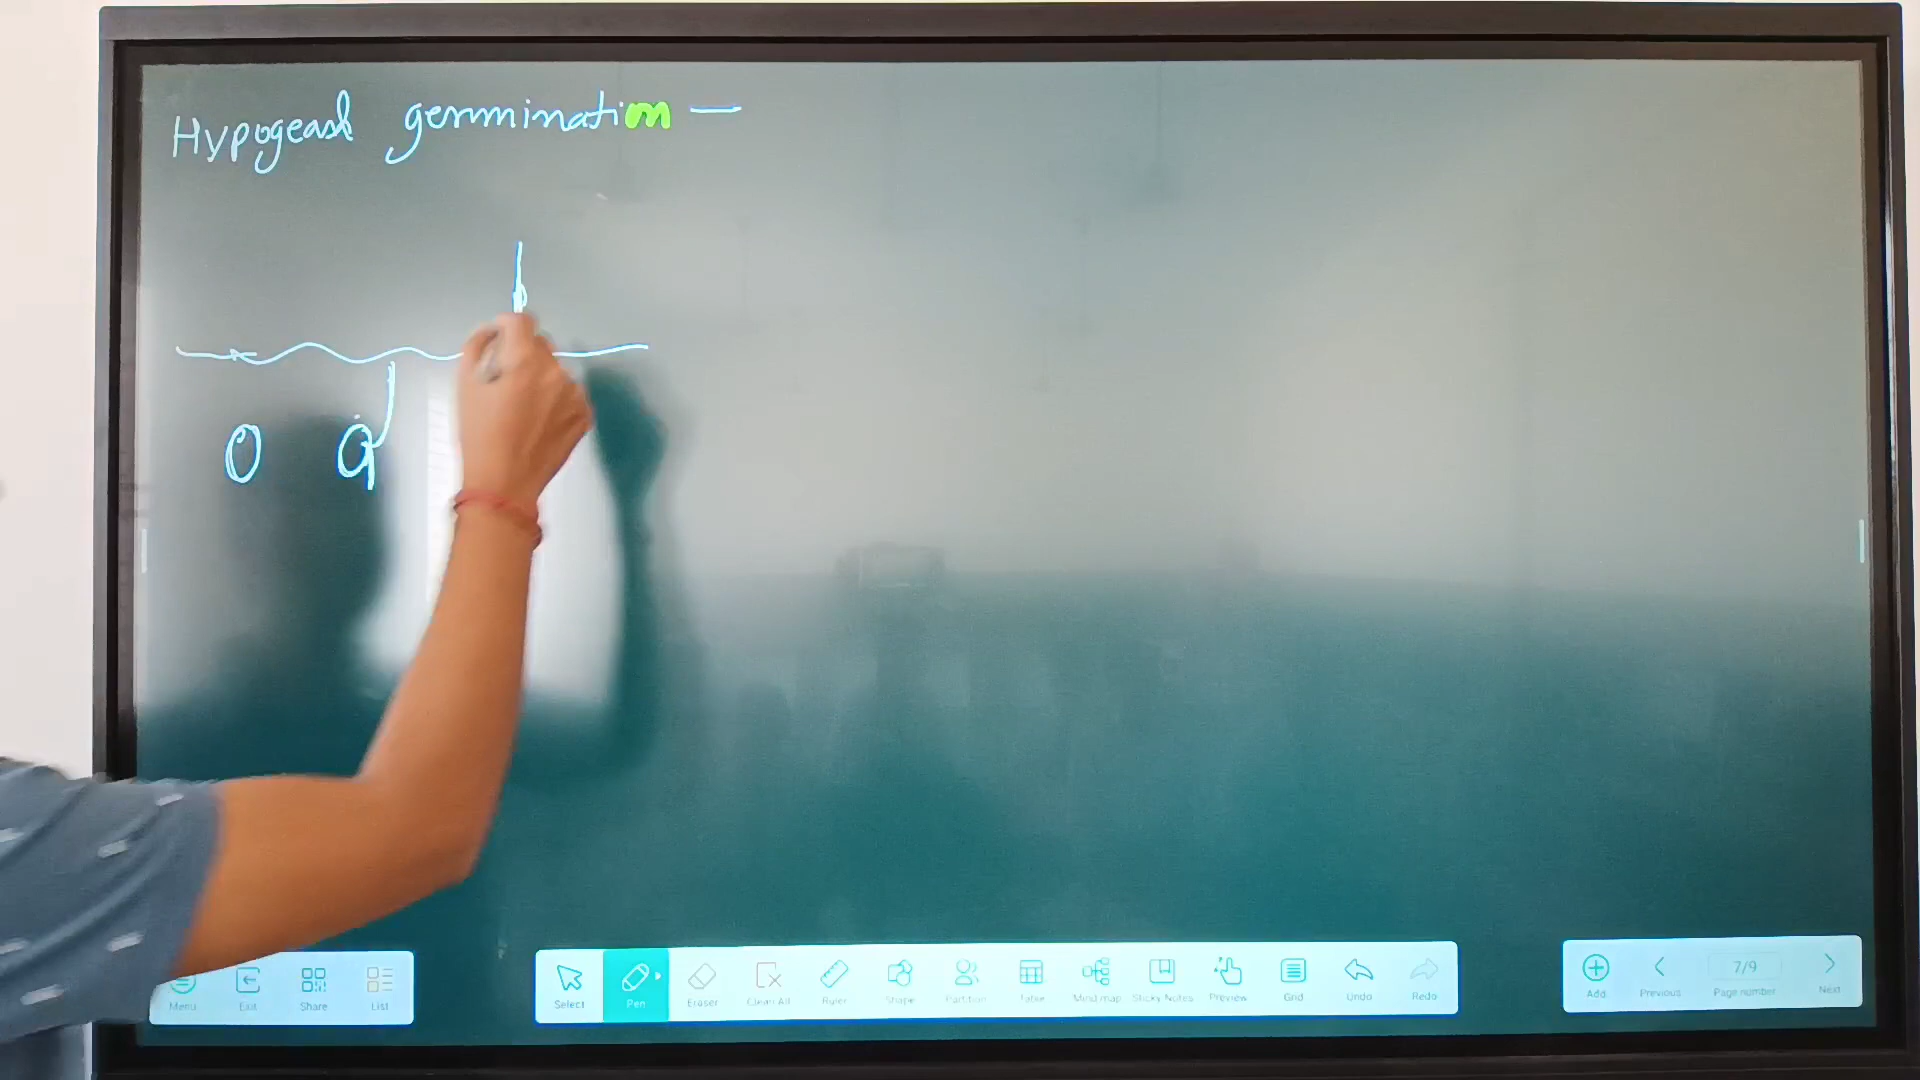 Hypogeal germination —
Menu Exit Share List
Select Pen Eraser Clean All Ruler Shape Partition Table Mind map Sticky Notes Preview Grid Undo Redo
Add Previous 7/9 Page number Next